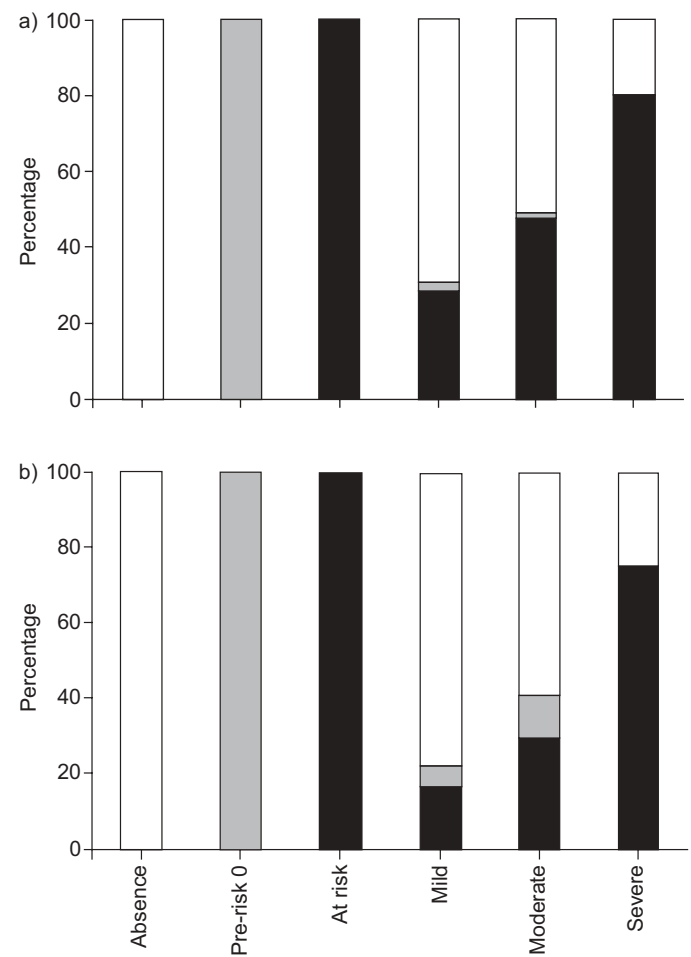 a) 100
80
60
40
20
0
Percentage
b) 100
80
60
40
20
0
Percentage
Absence
Pre-risk 0
At risk
Mild
Moderate
Severe